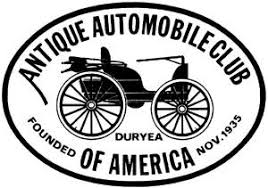 ANTIQUE AUTOMOBILE CLUB
DURYEA
FOUNDED NOV. 1935
OF AMERICA